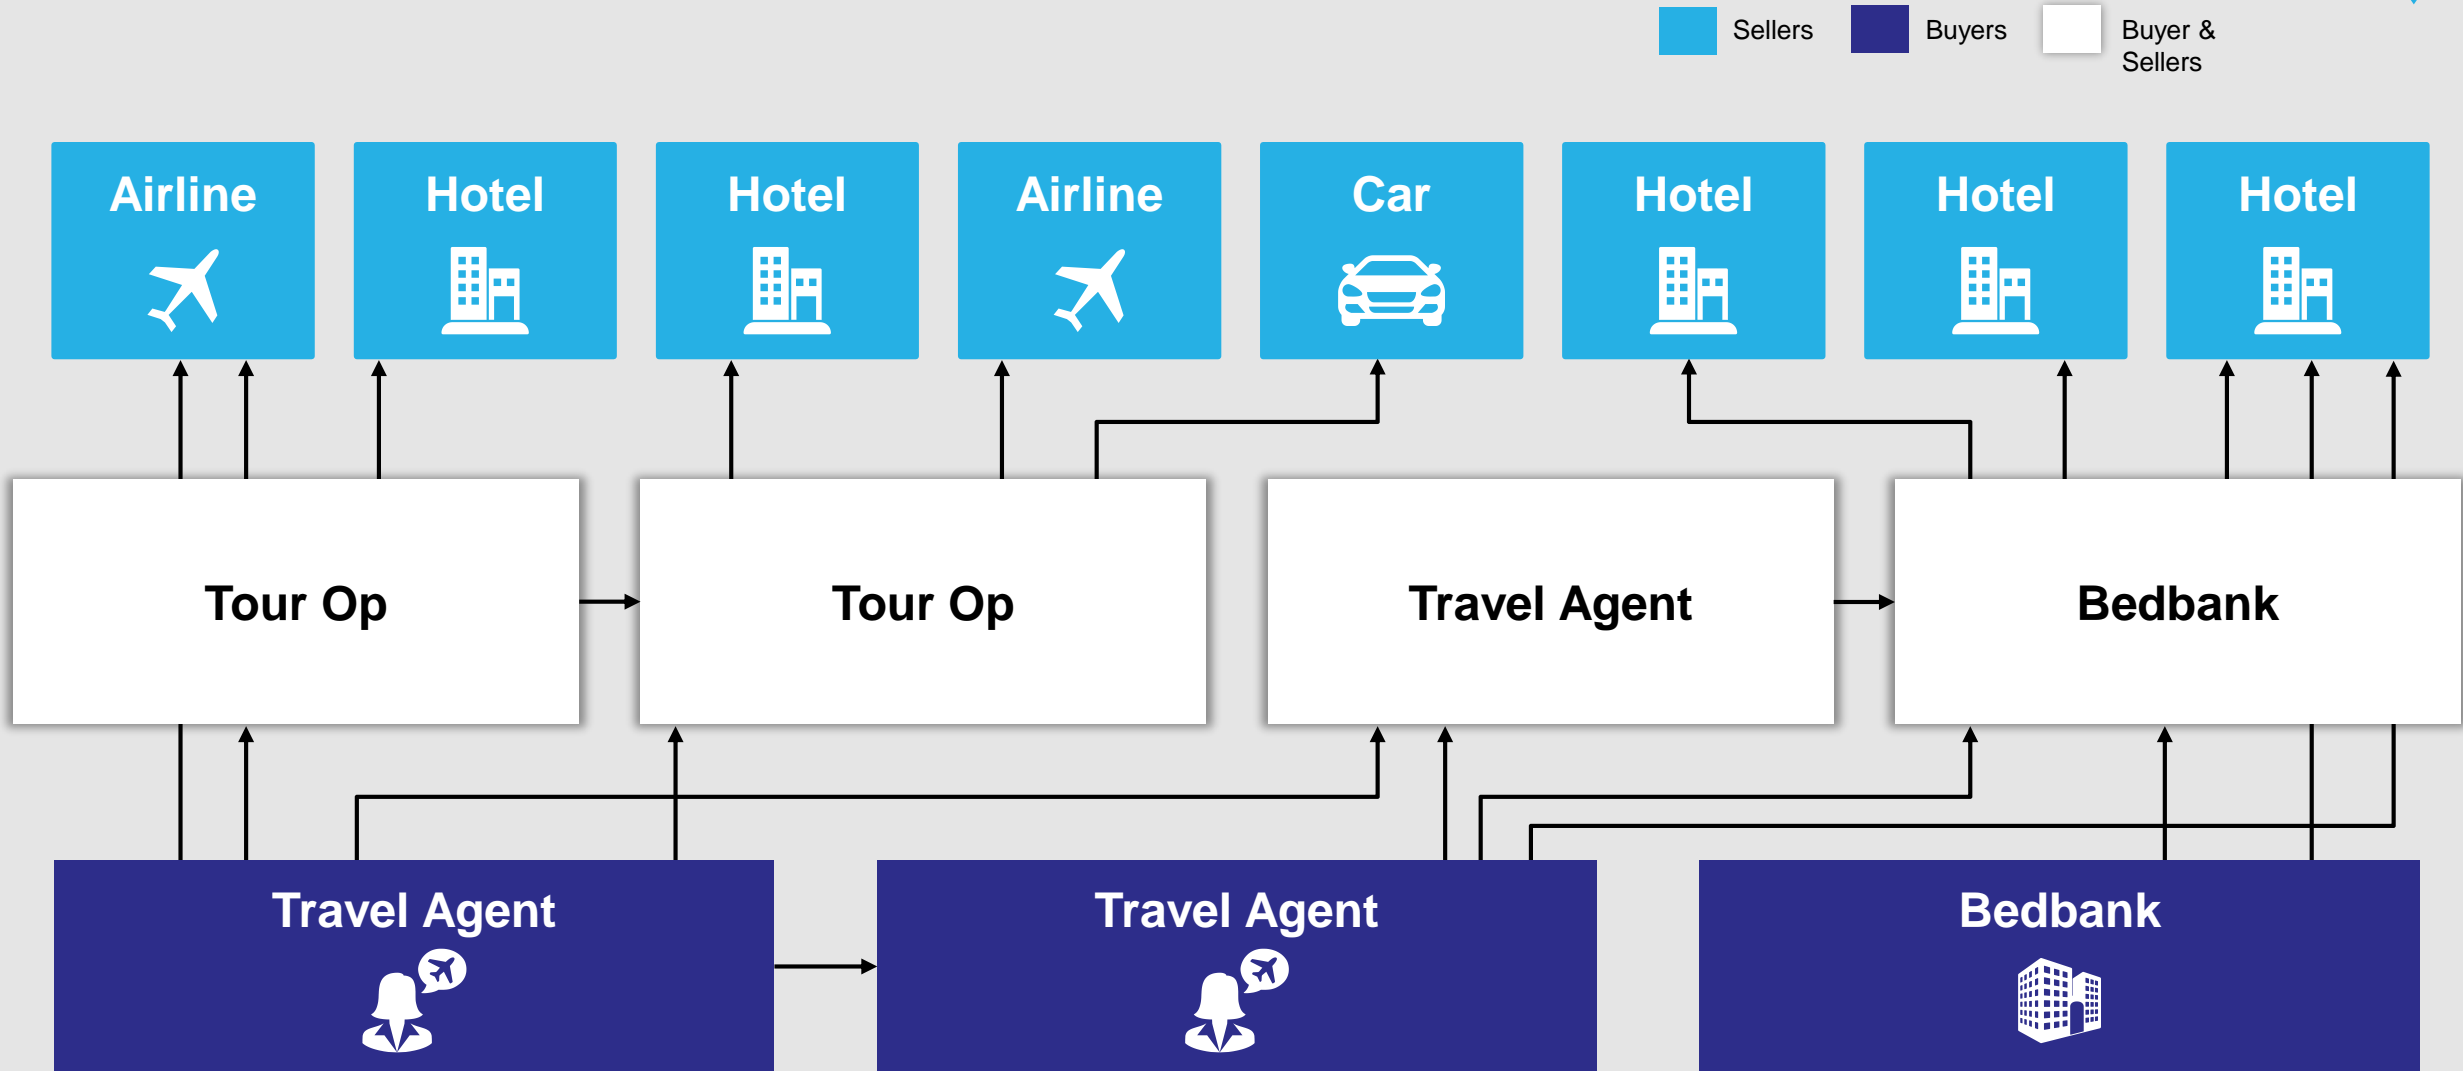 Sellers
Buyers
Buyer &
Sellers
Airline
Hotel
Hotel
Airline
Car
Hotel
Hotel
Hotel
Tour Op
Tour Op
Travel Agent
Bedbank
Travel Agent
Travel Agent
Bedbank